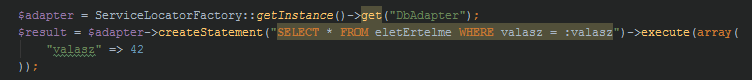 $adapter = ServiceLocatorFactory::getInstance()->get("DbAdapter");
$result = $adapter->createStatement("SELECT * FROM eletErtelme WHERE valasz = :valasz")->execute(array(
"valasz" => 42
));